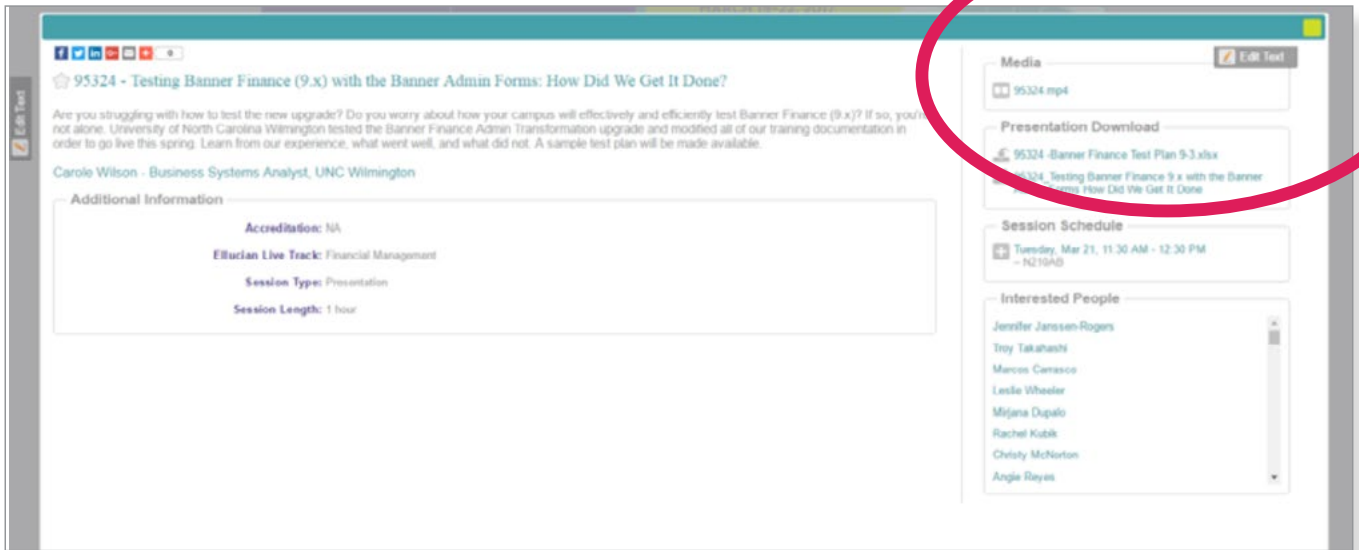 Edit Text
0
95324 - Testing Banner Finance (9.x) with the Banner Admin Forms: How Did We Get It Done?
Are you struggling with how to test the new upgrade? Do you worry about how your campus will effectively and efficiently test Banner Finance (9.x)? If so, you're
not alone. University of North Carolina Wilmington tested the Banner Finance Admin Transformation upgrade and modified all of our training documentation in
order to go live this spring. Learn from our experience, what went well, and what did not. A sample test plan will be made available.
Carole Wilson - Business Systems Analyst, UNC Wilmington
Additional Information
Accreditation: NA
Ellucian Live Track: Financial Management
Session Type: Presentation
Session Length: 1 hour
Edit Text
Media
95324.mp4
Presentation Download
95324 -Banner Finance Test Plan 9-3.xlsx
95324_Testing Banner Finance 9.x with the Banner
Forms How Did We Get It Done
Session Schedule
Tuesday, Mar 21, 11:30 AM - 12:30 PM
– N210AB
Interested People
Jennifer Janssen-Rogers
Troy Takahashi
Marcos Carrasco
Leslie Wheeler
Mirjana Dupalo
Rachel Kubik
Christy McNorton
Angie Reyes